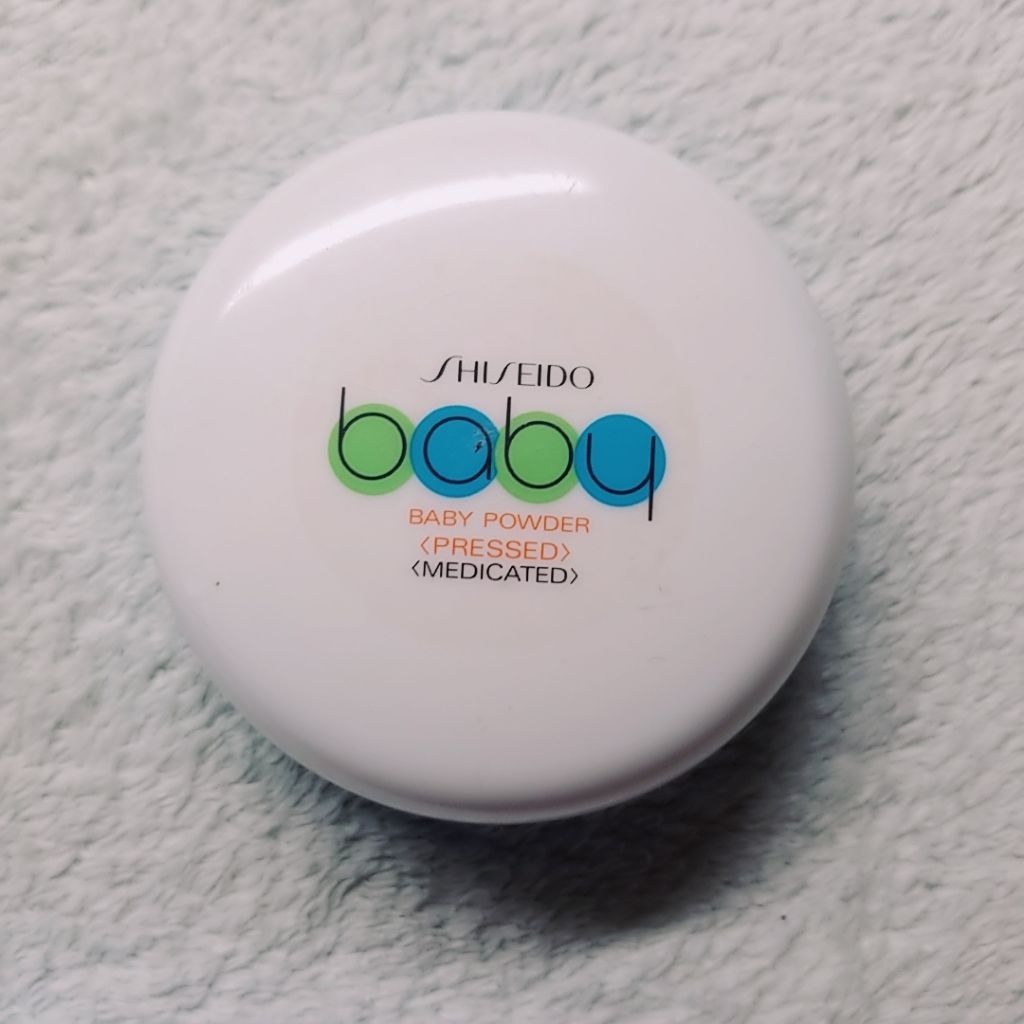 SHISEIDO
baby
BABY POWDER
〈PRESSED〉
〈MEDICATED〉